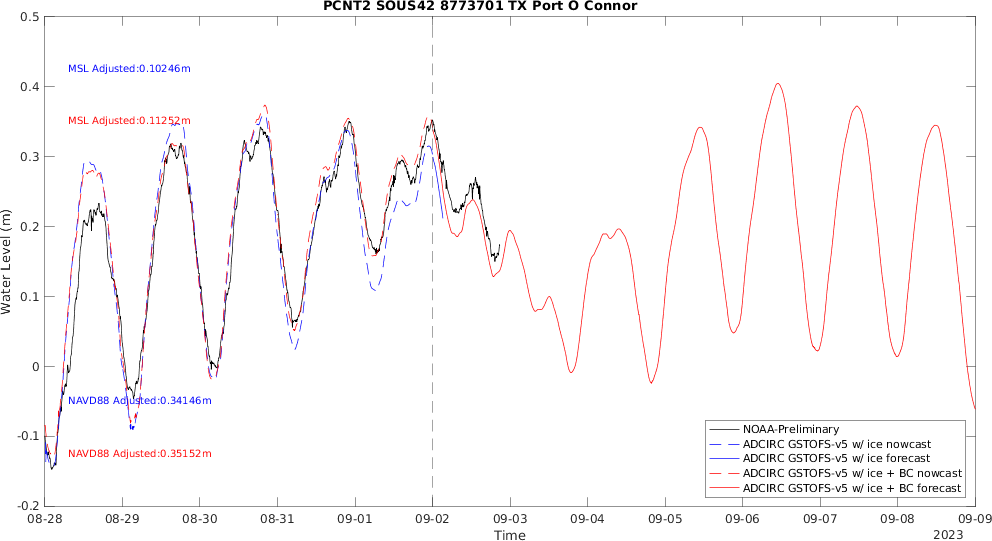 PCNT2 SOUS42 8773701 TX Port O Connor
0.5
MSL Adjusted:0.10246m
0.4
MSL Adjusted:0.11252m
0.3
0.2
Water Level (m)
0.1
0
NAVD88 Adjusted:0.34146m
-0.1
NAVD88 Adjusted:0.35152m
-0.2
NOAA-Preliminary
ADCIRC GSTOFS-v5 w/ ice nowcast
ADCIRC GSTOFS-v5 w/ ice forecast
ADCIRC GSTOFS-v5 w/ ice + BC nowcast
ADCIRC GSTOFS-v5 w/ ice + BC forecast
08-28 08-29 08-30 08-31 09-01 09-02 09-03 09-04 09-05 09-06 09-07 09-08 09-09
Time
2023